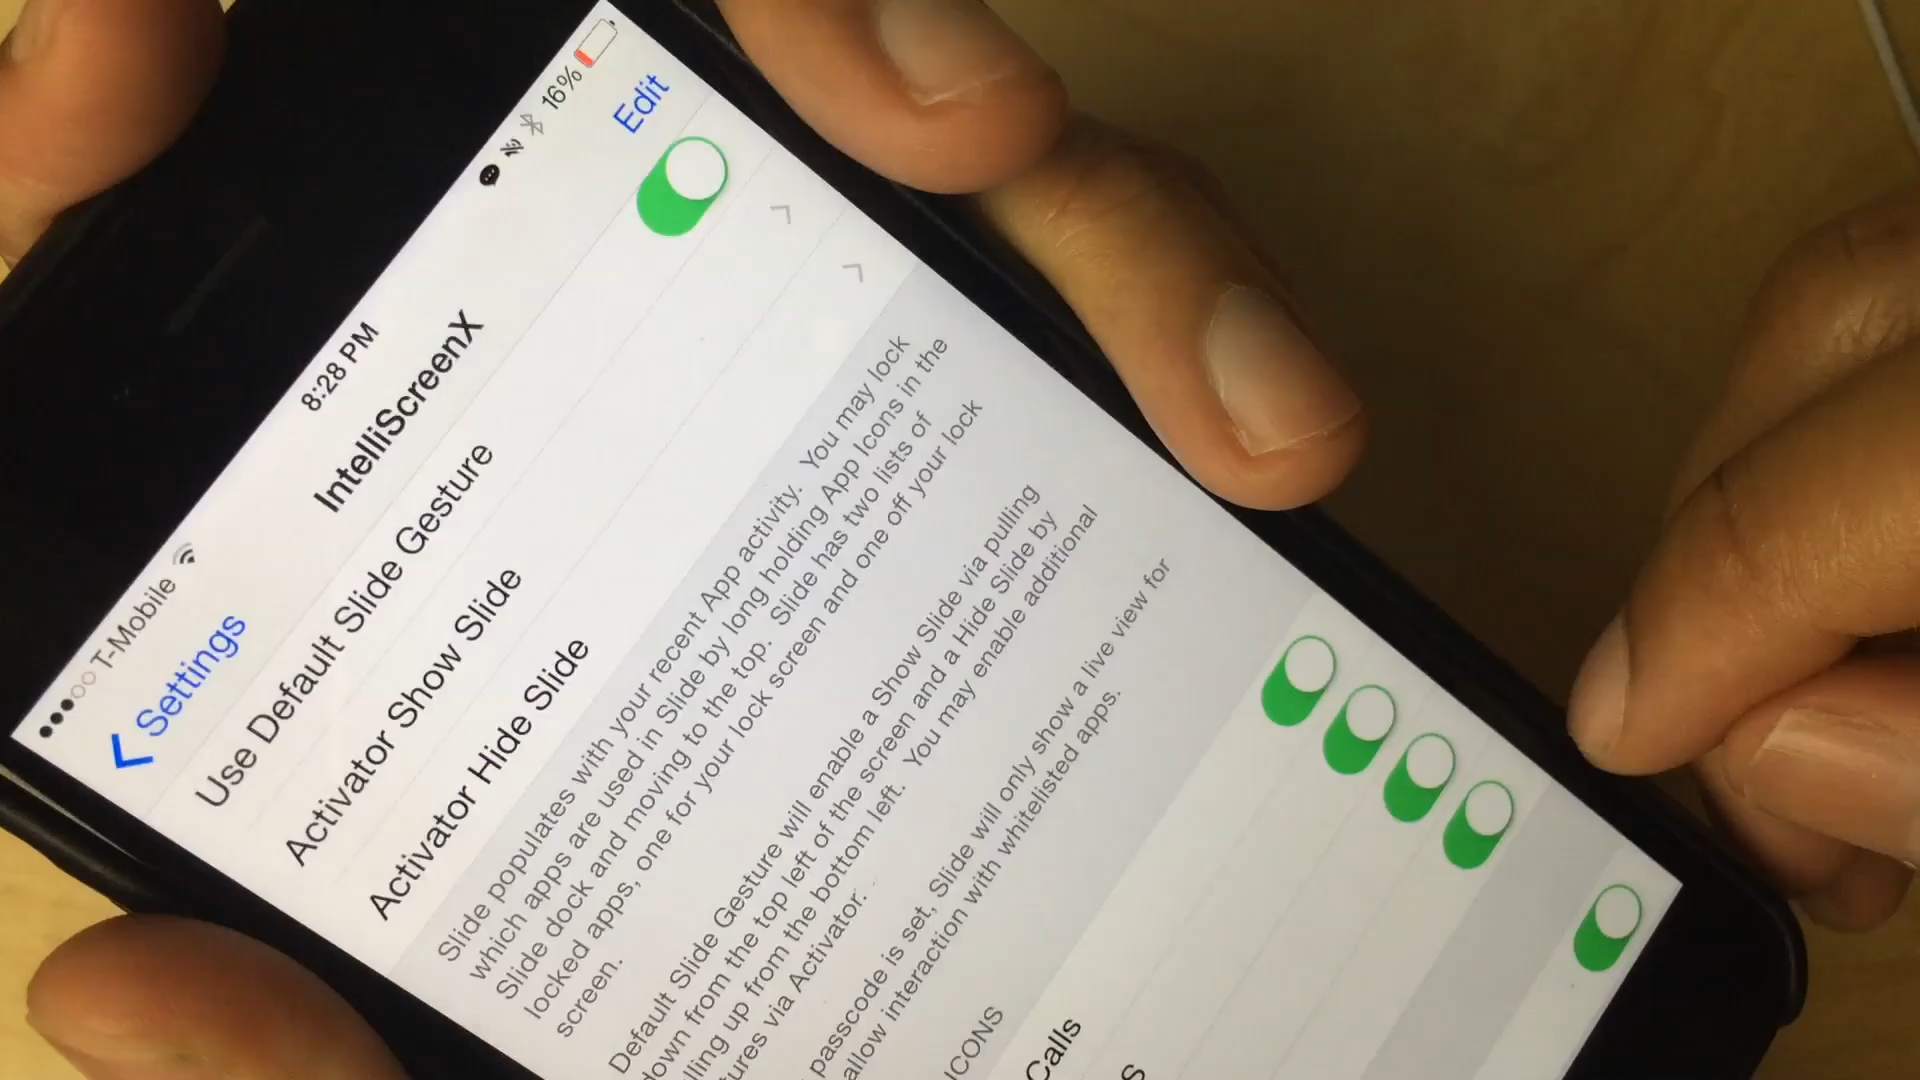 T-Mobile 8:28 PM 16%
Settings IntelliScreenX Edit
Use Default Slide Gesture
Activator Show Slide
Activator Hide Slide
Slide populates with your recent App activity. You may lock
which apps are used in Slide by long holding App Icons in the
Slide dock and moving to the top. Slide has two lists of
locked apps, one for your lock screen and one off your lock
screen.
Default Slide Gesture will enable a Show Slide via pulling
down from the top left of the screen and a Hide Slide by
lling up from the bottom left. You may enable additional
tures via Activator.
passcode is set, Slide will only show a live view for
allow interaction with whitelisted apps.
ICONS
Calls
s